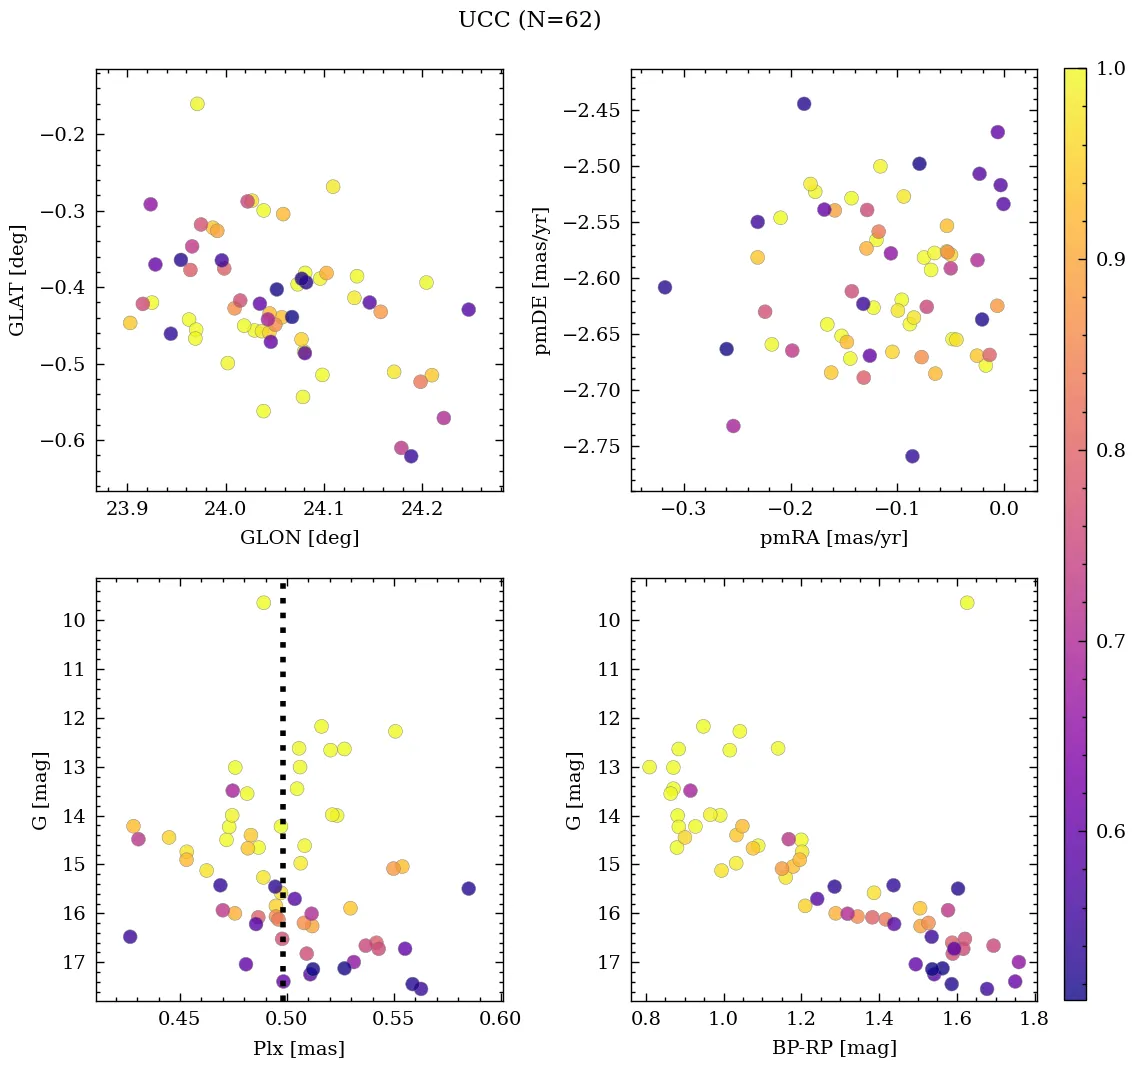 UCC (N=62)
−0.2
−0.3
−0.4
−0.5
−0.6
GLAT [deg]
23.9 24.0 24.1 24.2
GLON [deg]
−2.45
−2.50
−2.55
−2.60
−2.65
−2.70
−2.75
pmDE [mas/yr]
−0.3 −0.2 −0.1 0.0
pmRA [mas/yr]
1.0
0.9
0.8
0.7
0.6
10
11
12
13
14
15
16
17
G [mag]
0.45 0.50 0.55 0.60
Plx [mas]
10
11
12
13
14
15
16
17
G [mag]
0.8 1.0 1.2 1.4 1.6 1.8
BP-RP [mag]